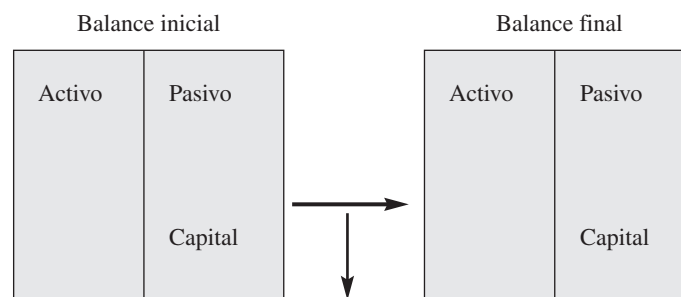 Balance inicial
Balance final
Activo
Pasivo
Capital
Activo
Pasivo
Capital